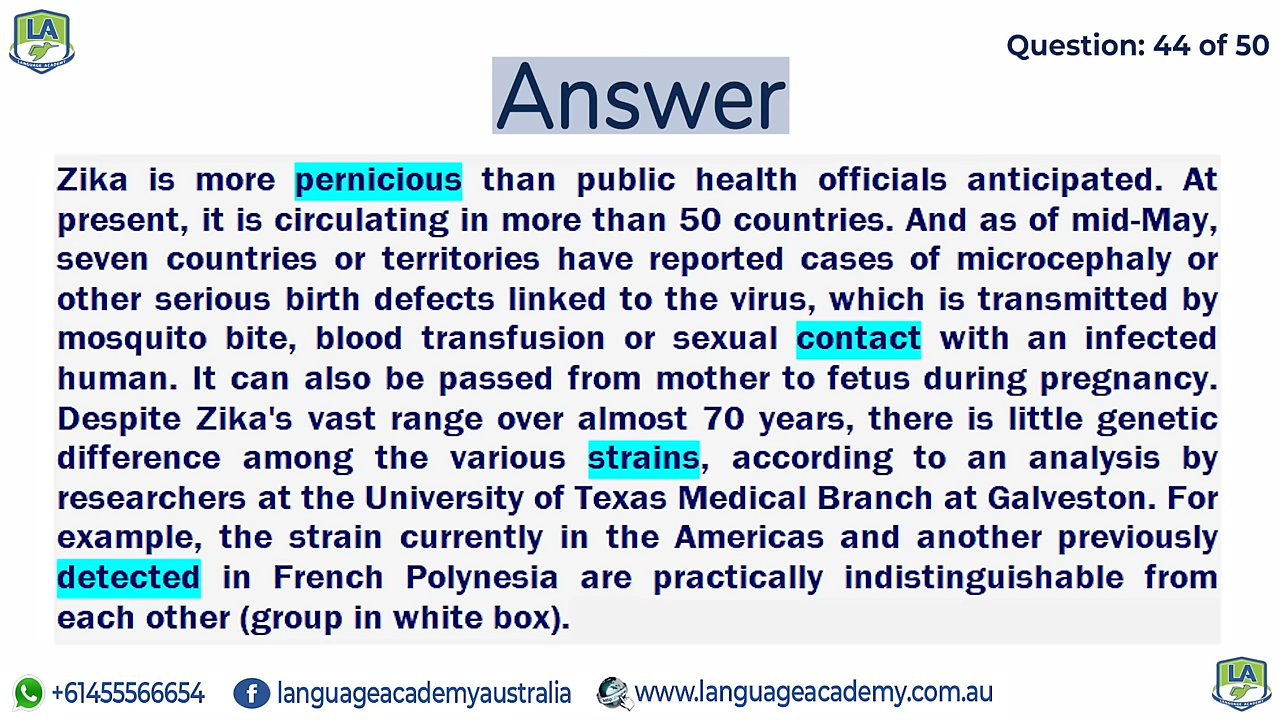 LA
LANGUAGE ACADEMY
Question: 44 of 50
Answer
Zika is more pernicious than public health officials anticipated. At
present, it is circulating in more than 50 countries. And as of mid-May,
seven countries or territories have reported cases of microcephaly or
other serious birth defects linked to the virus, which is transmitted by
mosquito bite, blood transfusion or sexual contact with an infected
human. It can also be passed from mother to fetus during pregnancy.
Despite Zika's vast range over almost 70 years, there is little genetic
difference among the various strains, according to an analysis by
researchers at the University of Texas Medical Branch at Galveston. For
example, the strain currently in the Americas and another previously
detected in French Polynesia are practically indistinguishable from
each other (group in white box).
+61455566654
languageacademyaustralia
www.languageacademy.com.au
LA
LANGUAGE ACADEMY